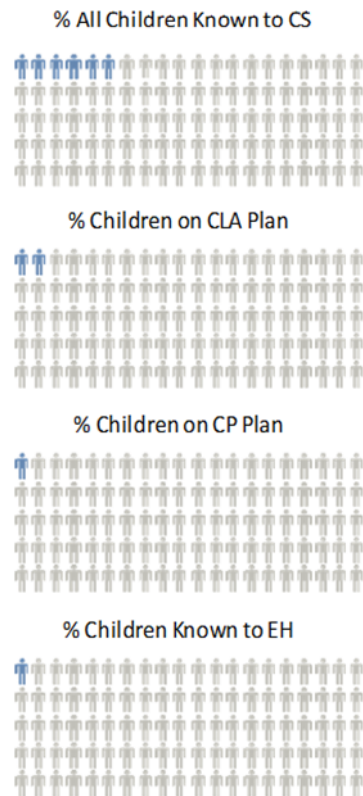 % All Children Known to CS
% Children on CLA Plan
% Children on CP Plan
% Children Known to EH